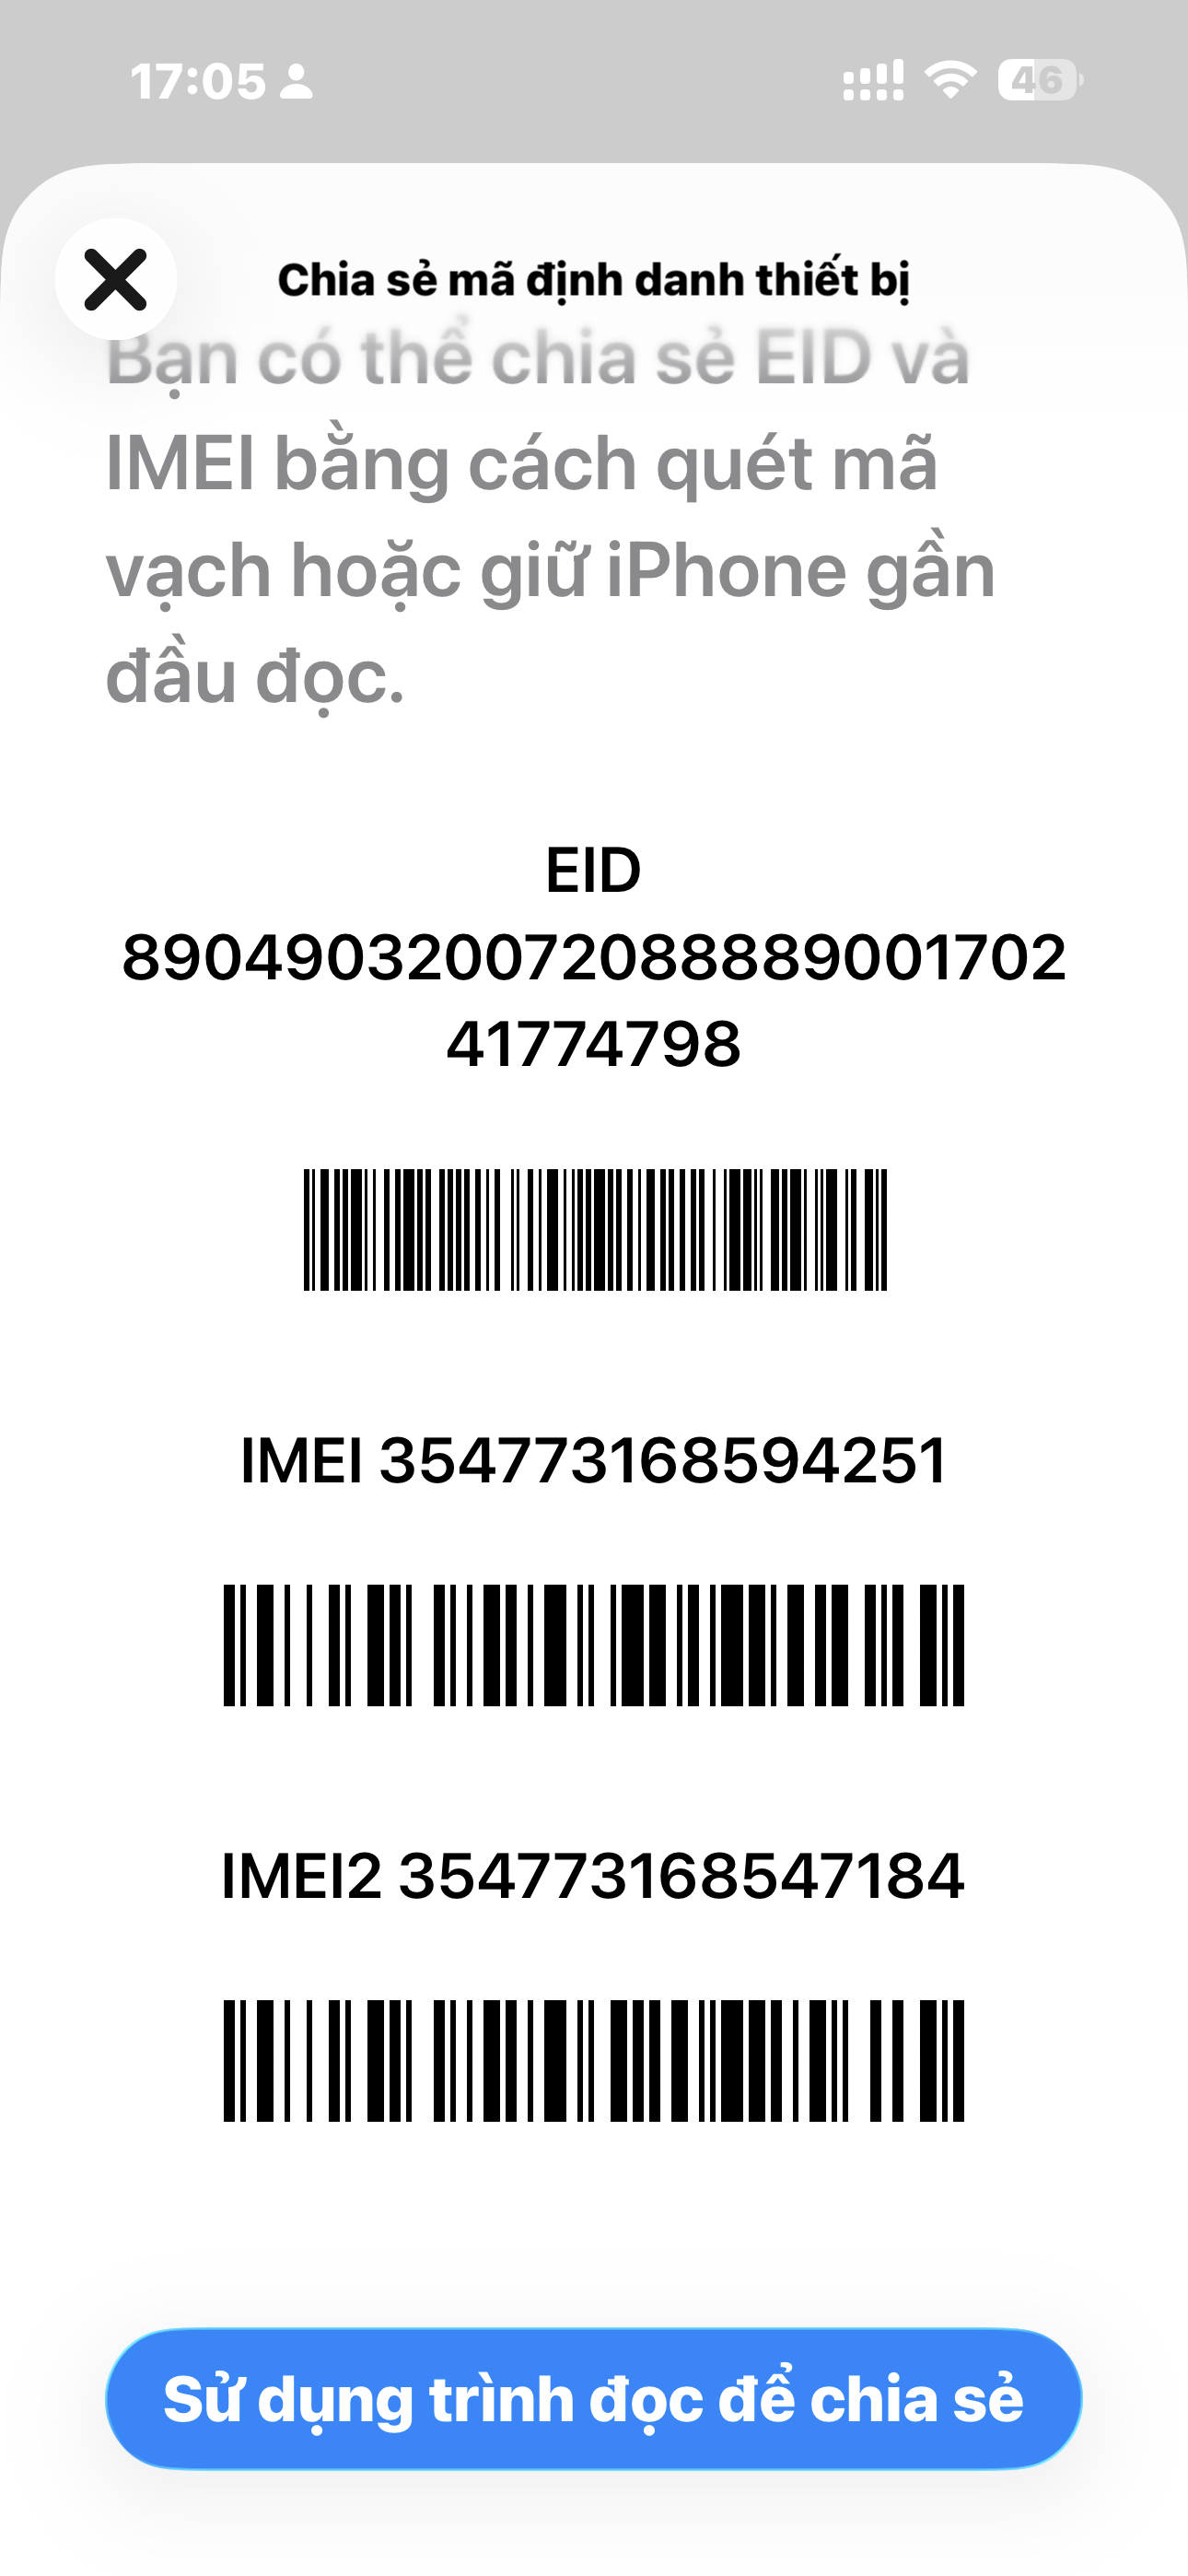 17:05
46
Chia sẻ mã định danh thiết bị
Bạn có thể chia sẻ EID và
IMEI bằng cách quét mã
vạch hoặc giữ iPhone gần
đầu đọc.
EID
890490320072088889001702
41774798
IMEI 354773168594251
IMEI2 354773168547184
Sử dụng trình đọc để chia sẻ